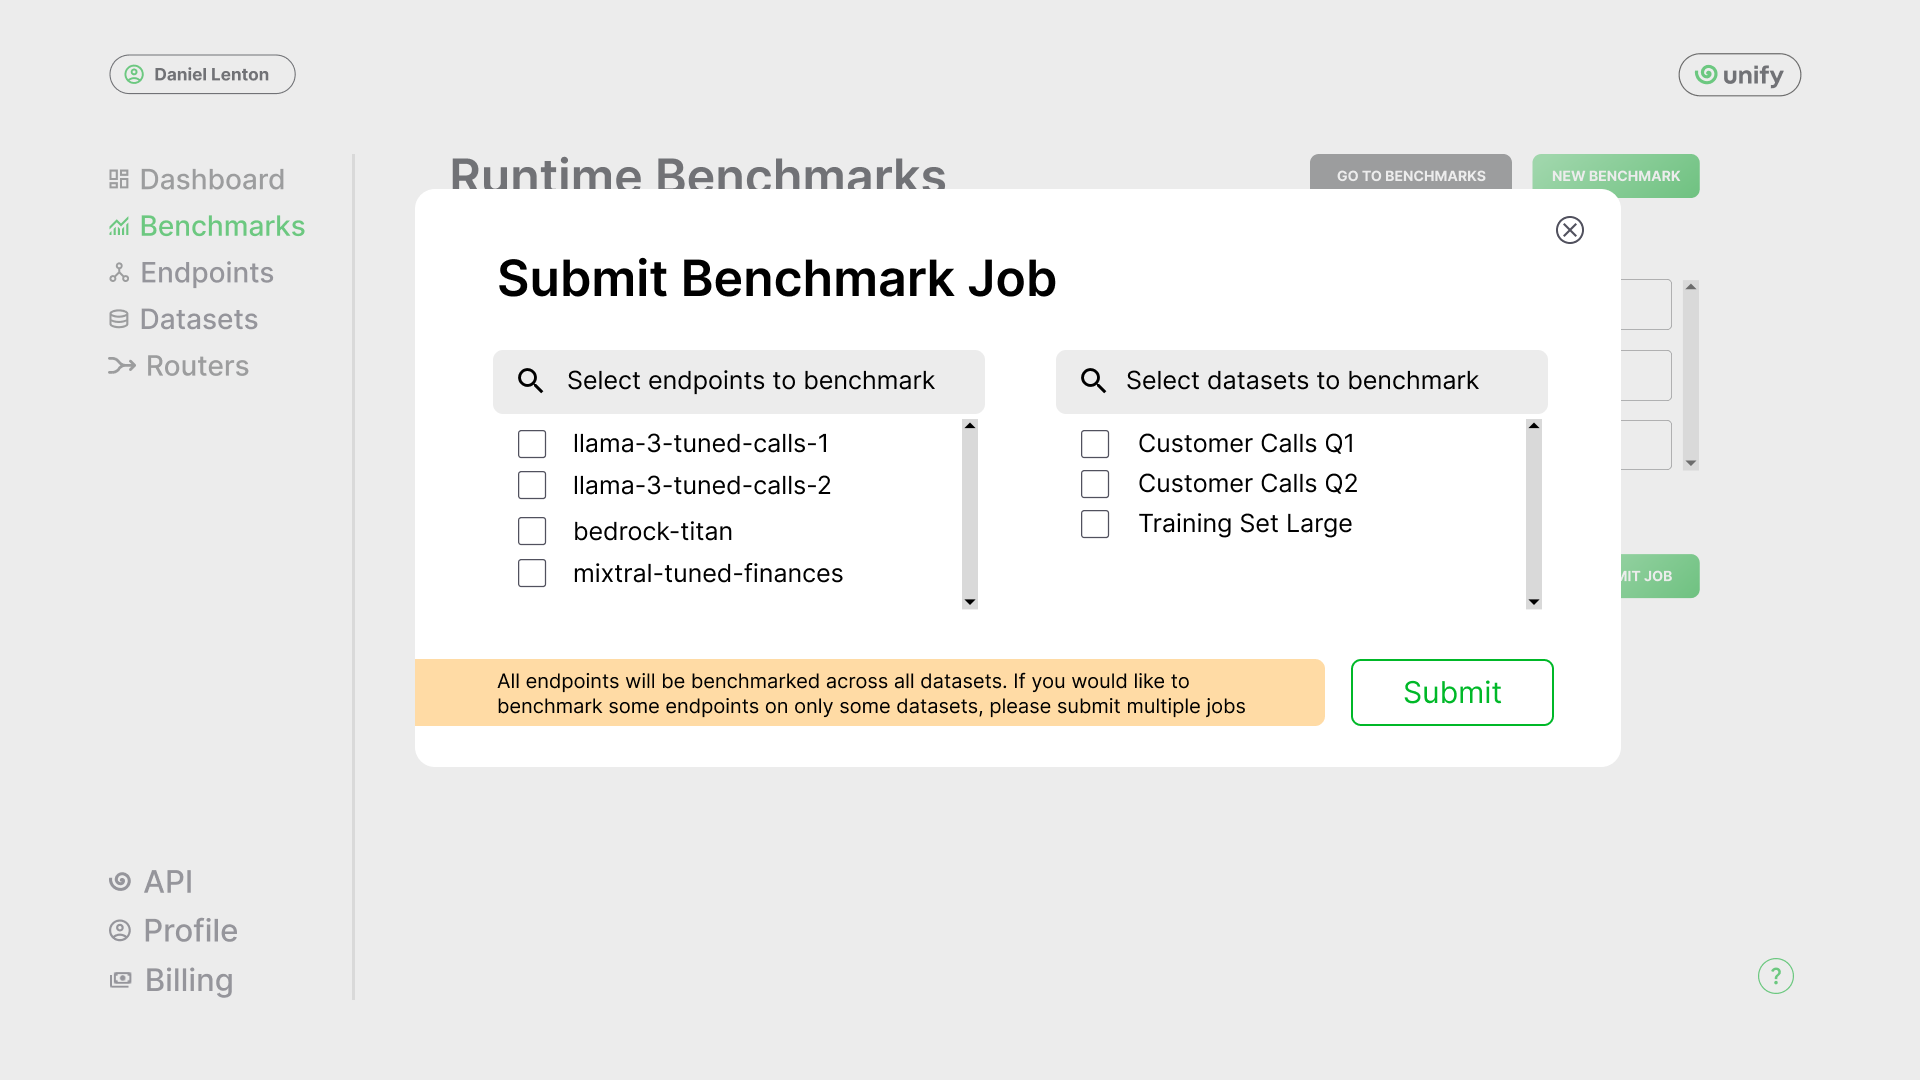 Daniel Lenton
unify
Dashboard
Benchmarks
Endpoints
Datasets
Routers
Runtime Benchmarks
GO TO BENCHMARKS
NEW BENCHMARK
Submit Benchmark Job
Select endpoints to benchmark
llama-3-tuned-calls-1
llama-3-tuned-calls-2
bedrock-titan
mixtral-tuned-finances
Select datasets to benchmark
Customer Calls Q1
Customer Calls Q2
Training Set Large
JOB
All endpoints will be benchmarked across all datasets. If you would like to
benchmark some endpoints on only some datasets, please submit multiple jobs
Submit
API
Profile
Billing
?